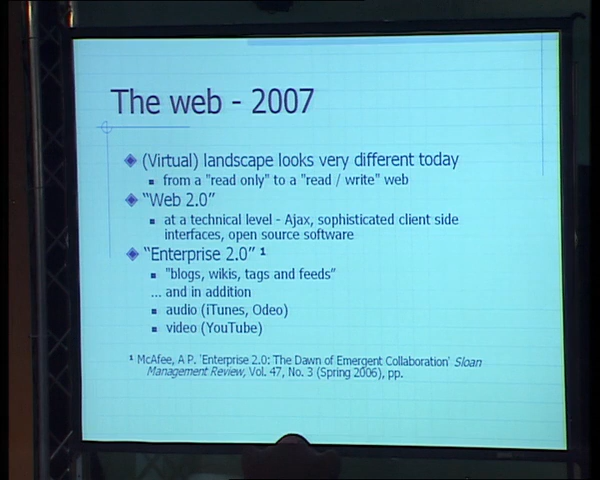 The web - 2007
(Virtual) landscape looks very different today
from a "read only" to a "read / write" web
"Web 2.0"
at a technical level - Ajax, sophisticated client side
interfaces, open source software
"Enterprise 2.0" ¹
"blogs, wikis, tags and feeds"
... and in addition
audio (iTunes, Odeo)
video (YouTube)
¹ McAfee, A P. 'Enterprise 2.0: The Dawn of Emergent Collaboration' Sloan
Management Review, Vol. 47, No. 3 (Spring 2006), pp.